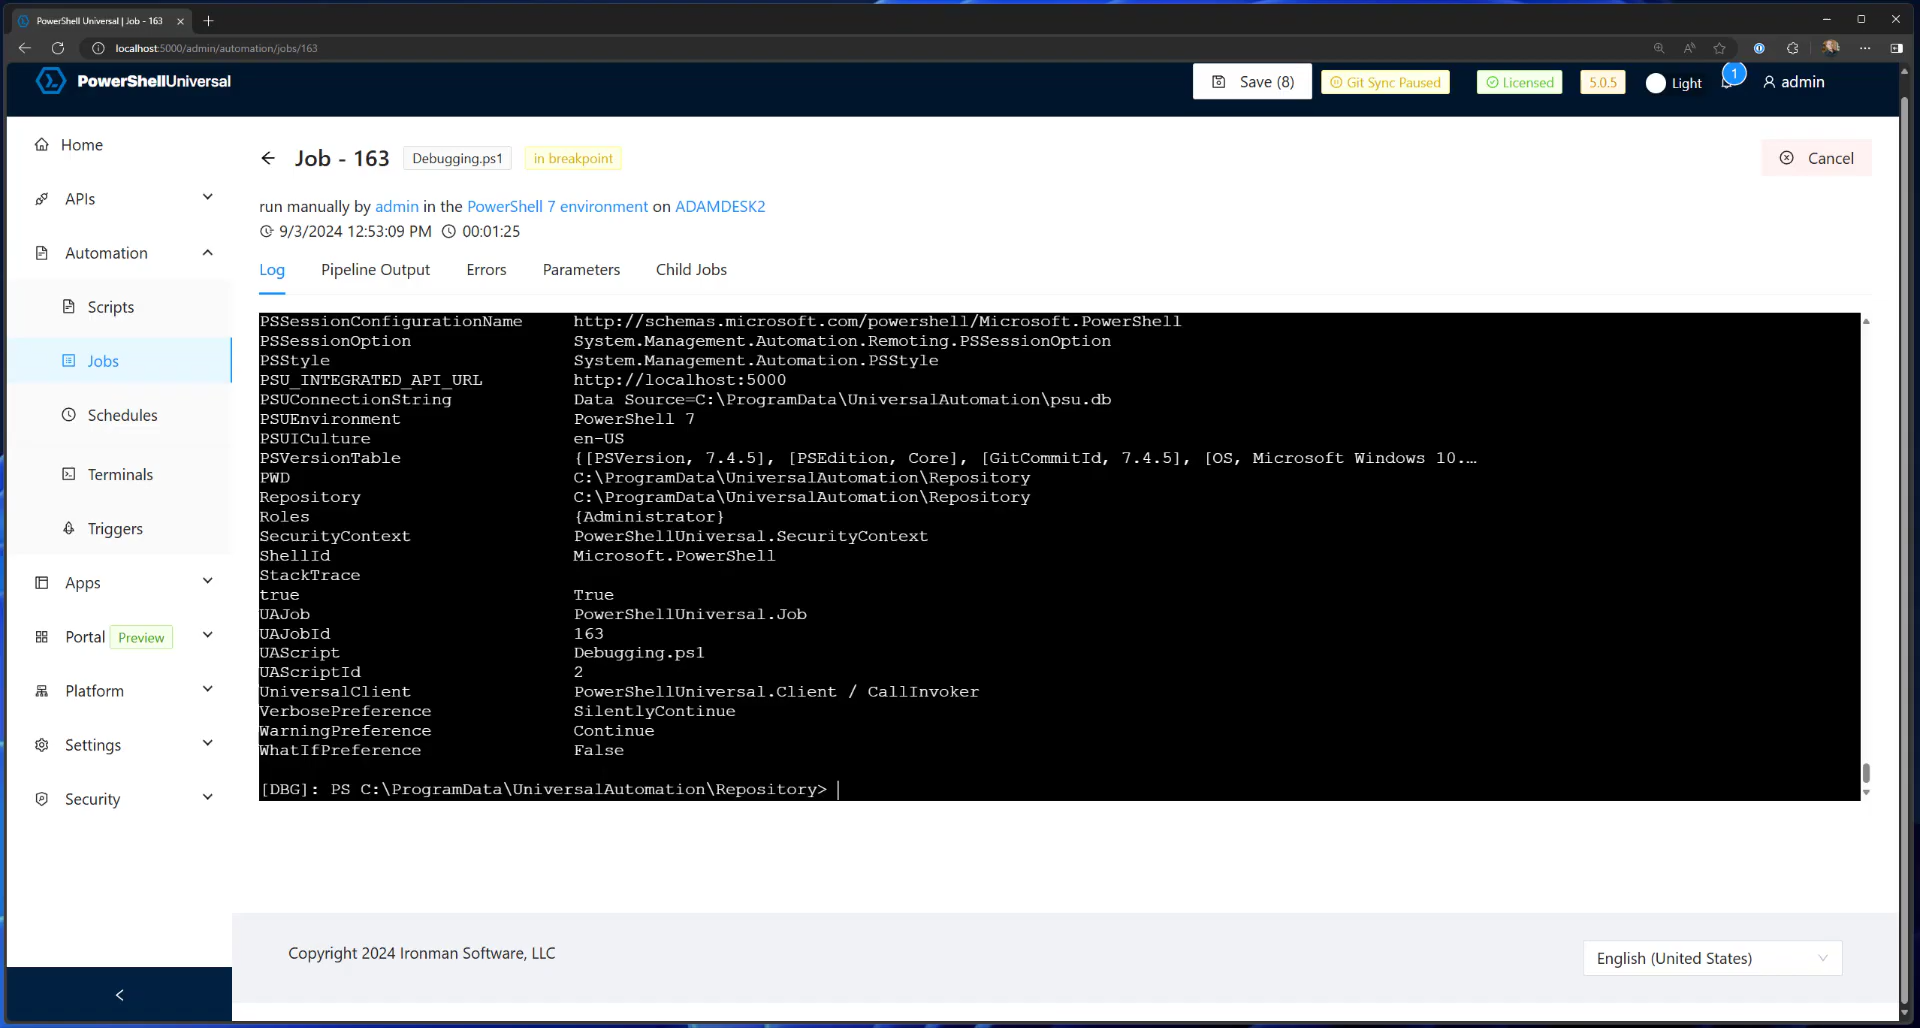 PowerShell Universal | Job - 163
localhost:5000/admin/automation/jobs/163
PowerShellUniversal
Save (8)
Git Sync Paused
Licensed
5.0.5
Light
1
admin
Home
APIs
Automation
Scripts
Jobs
Schedules
Terminals
Triggers
Apps
Portal Preview
Platform
Settings
Security
Job - 163 Debugging.ps1 in breakpoint
Cancel
run manually by admin in the PowerShell 7 environment on ADAMDESK2
9/3/2024 12:53:09 PM 00:01:25
Log Pipeline Output Errors Parameters Child Jobs
PSSessionConfigurationName http://schemas.microsoft.com/powershell/Microsoft.PowerShell
PSSessionOption System.Management.Automation.Remoting.PSSessionOption
PSStyle System.Management.Automation.PSStyle
PSU_INTEGRATED_API_URL http://localhost:5000
PSUConnectionString Data Source=C:\ProgramData\UniversalAutomation\psu.db
PSUEnvironment PowerShell 7
PSUICulture en-US
PSVersionTable {[PSVersion, 7.4.5], [PSEdition, Core], [GitCommitId, 7.4.5], [OS, Microsoft Windows 10.…
PWD C:\ProgramData\UniversalAutomation\Repository
Repository C:\ProgramData\UniversalAutomation\Repository
Roles {Administrator}
SecurityContext PowerShellUniversal.SecurityContext
ShellId Microsoft.PowerShell
StackTrace
true True
UAJob PowerShellUniversal.Job
UAJobId 163
UAScript Debugging.ps1
UAScriptId 2
UniversalClient PowerShellUniversal.Client / CallInvoker
VerbosePreference SilentlyContinue
WarningPreference Continue
WhatIfPreference False
[DBG]: PS C:\ProgramData\UniversalAutomation\Repository>
Copyright 2024 Ironman Software, LLC
English (United States)